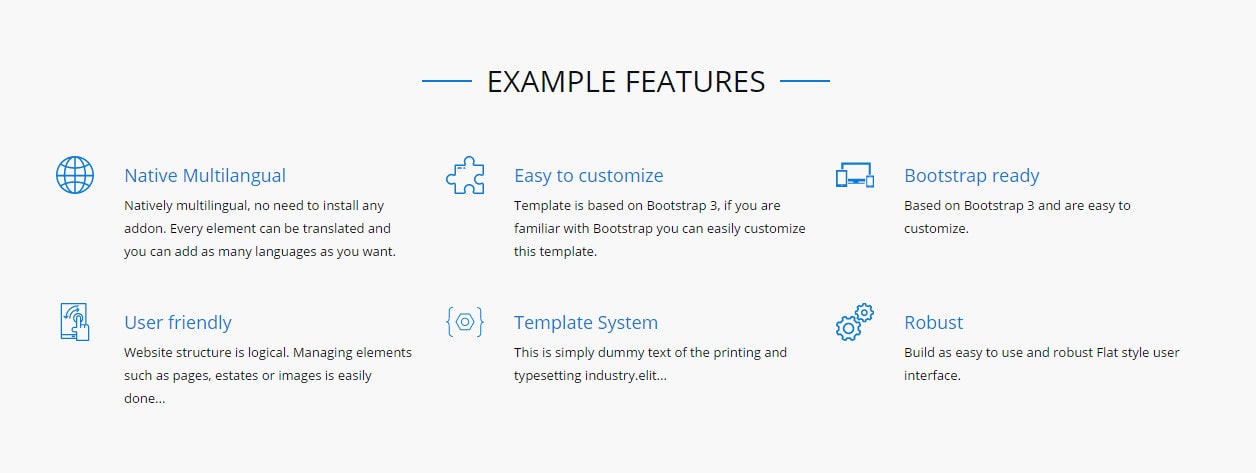 EXAMPLE FEATURES
Native Multilangual
Natively multilingual, no need to install any
addon. Every element can be translated and
you can add as many languages as you want.
Easy to customize
Template is based on Bootstrap 3, if you are
familiar with Bootstrap you can easily customize
this template.
Bootstrap ready
Based on Bootstrap 3 and are easy to
customize.
User friendly
Website structure is logical. Managing elements
such as pages, estates or images is easily
done...
Template System
This is simply dummy text of the printing and
typesetting industry.elit...
Robust
Build as easy to use and robust Flat style user
interface.